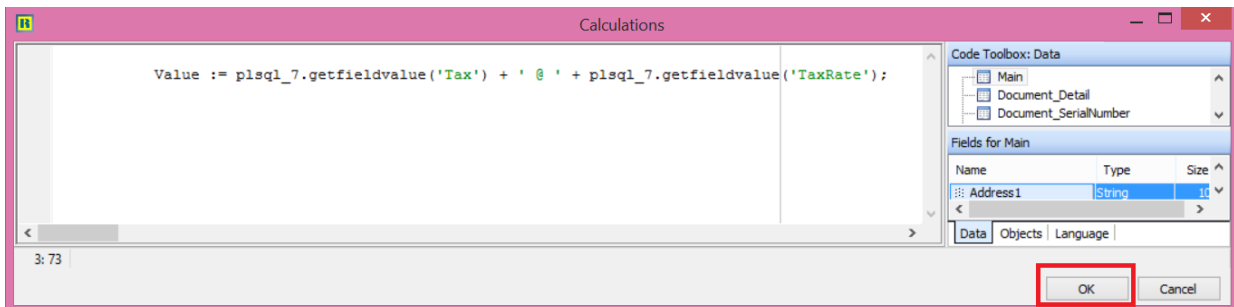 Calculations
Value := plsql_7.getfieldvalue('Tax') + ' @ ' + plsql_7.getfieldvalue('TaxRate');
Code Toolbox: Data
Main
Document_Detail
Document_SerialNumber
Fields for Main
Name Type Size
Address1 String 10
Data Objects Language
3: 73
OK Cancel